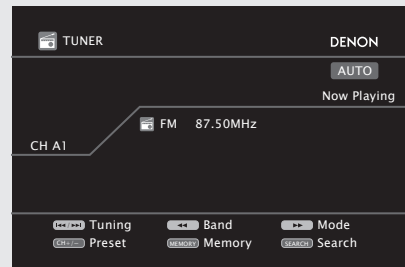 TUNER DENON
AUTO
Now Playing
FM 87.50MHz
CH A1
Tuning Band Mode
CH +/− Preset MEMORY Memory SEARCH Search